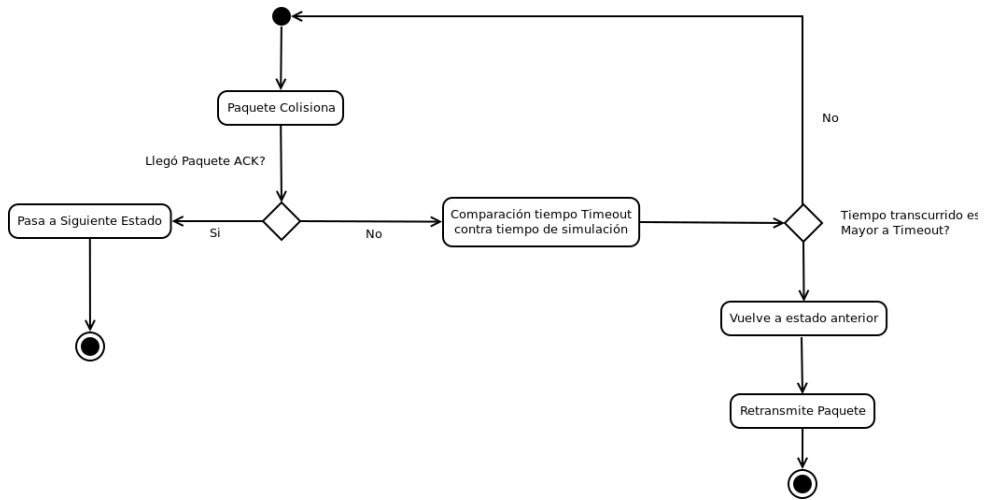 Paquete Colisiona
No
Llegó Paquete ACK?
Pasa a Siguiente Estado
Si
No
Comparación tiempo Timeout
contra tiempo de simulación
Tiempo transcurrido es
Mayor a Timeout?
Vuelve a estado anterior
Retransmite Paquete